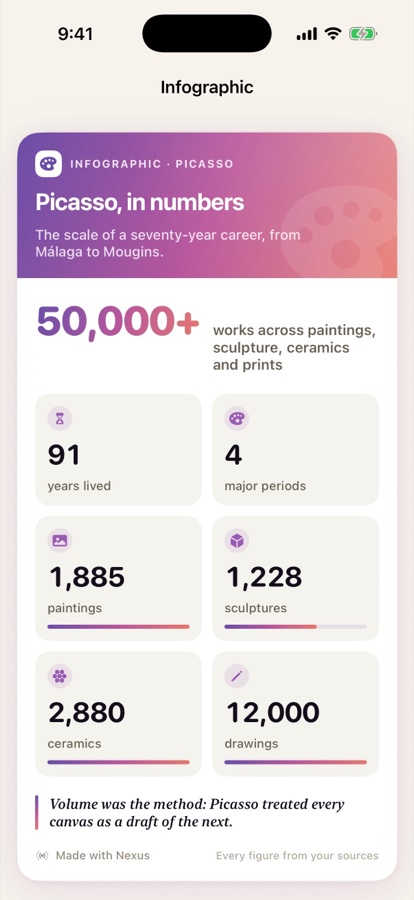 9:41
Infographic
INFOGRAPHIC · PICASSO
Picasso, in numbers
The scale of a seventy-year career, from
Málaga to Mougins.
50,000+
works across paintings,
sculpture, ceramics
and prints
91
years lived
4
major periods
1,885
paintings
1,228
sculptures
2,880
ceramics
12,000
drawings
Volume was the method: Picasso treated every
canvas as a draft of the next.
Made with Nexus
Every figure from your sources